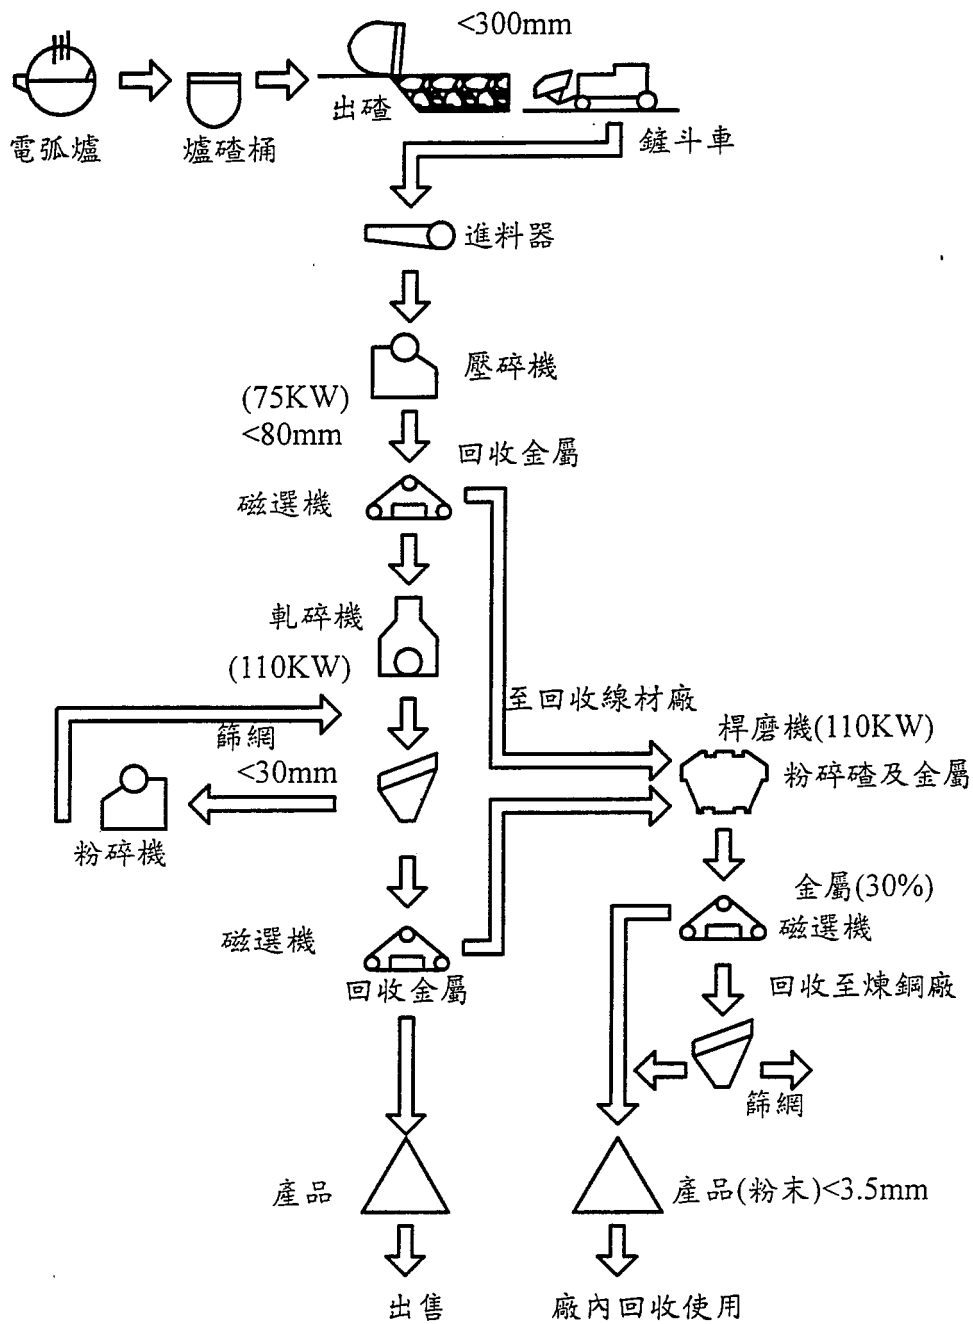 <300mm
電弧爐
爐碴桶
出碴
鏟斗車
進料器
壓碎機
(75KW)
<80mm
回收金屬
磁選機
軋碎機
(110KW)
至回收線材廠
篩網
<30mm
桿磨機(110KW)
粉碎碴及金屬
粉碎機
金屬(30%)
磁選機
磁選機
回收金屬
回收至煉鋼廠
篩網
產品
產品(粉末)<3.5mm
出售
廠內回收使用